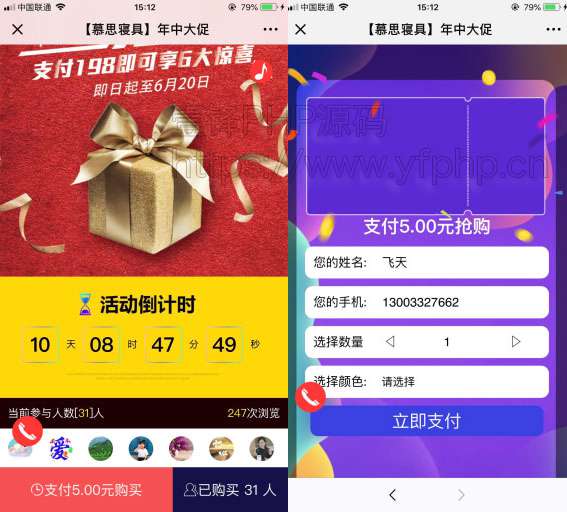 中国联通 15:12 79%
【慕思寝具】年中大促
支付198即可享6大惊喜
即日起至6月20日
活动倒计时
10 天 08 时 47 分 49 秒
当前参与人数[31]人 247次浏览
爱
支付5.00元购买 已购买 31 人
中国联通 15:12 79%
【慕思寝具】年中大促
PHP源码
https://www.yfphp.cn
支付5.00元抢购
您的姓名: 飞天
您的手机: 13003327662
选择数量 1
选择颜色: 请选择
立即支付